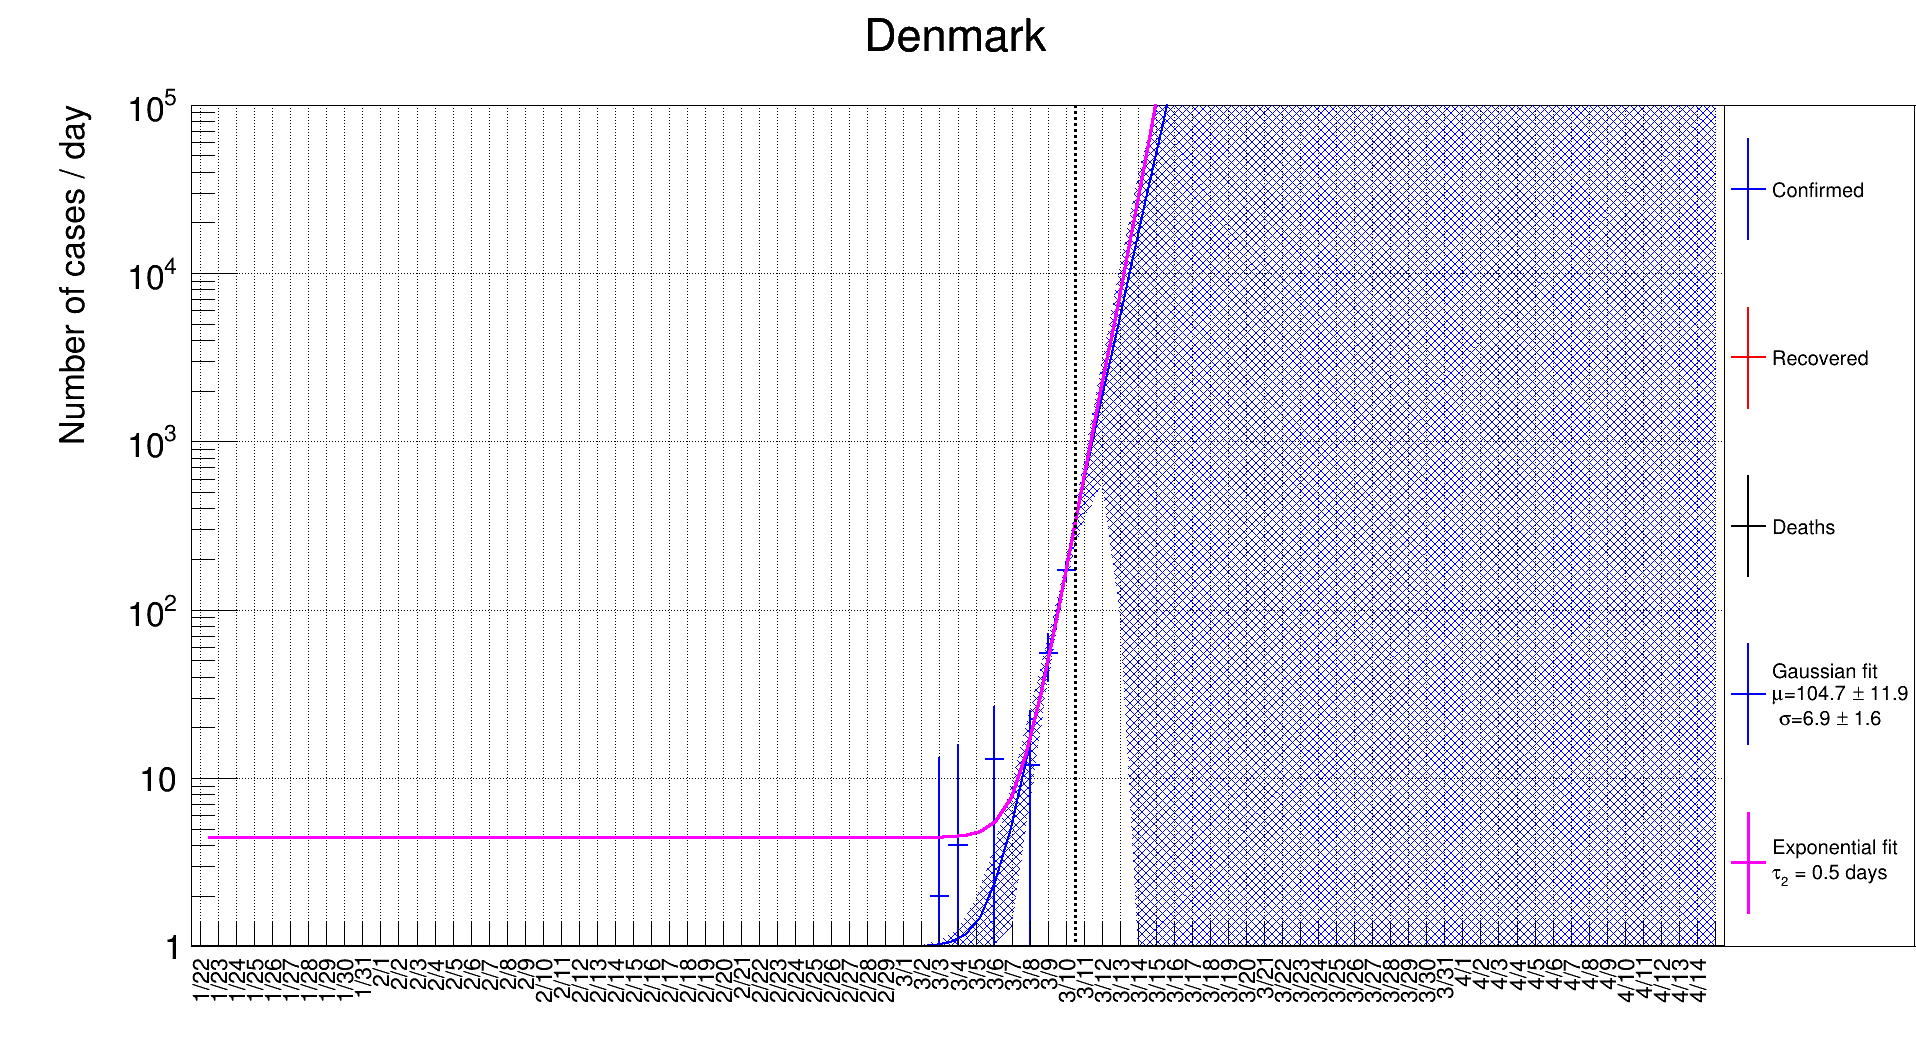 Denmark
Number of cases / day
10^5
10^4
10^3
10^2
10
1
1/22 1/23 1/24 1/25 1/26 1/27 1/28 1/29 1/30 1/31 2/1 2/2 2/3 2/4 2/5 2/6 2/7 2/8 2/9 2/10 2/11 2/12 2/13 2/14 2/15 2/16 2/17 2/18 2/19 2/20 2/21 2/22 2/23 2/24 2/25 2/26 2/27 2/28 2/29 3/1 3/2 3/3 3/4 3/5 3/6 3/7 3/8 3/9 3/10 3/11 3/12 3/13 3/14 3/15 3/16 3/17 3/18 3/19 3/20 3/21 3/22 3/23 3/24 3/25 3/26 3/27 3/28 3/29 3/30 3/31 4/1 4/2 4/3 4/4 4/5 4/6 4/7 4/8 4/9 4/10 4/11 4/12 4/13 4/14
Confirmed
Recovered
Deaths
Gaussian fit
μ=104.7 ± 11.9
σ=6.9 ± 1.6
Exponential fit
τ₂ = 0.5 days